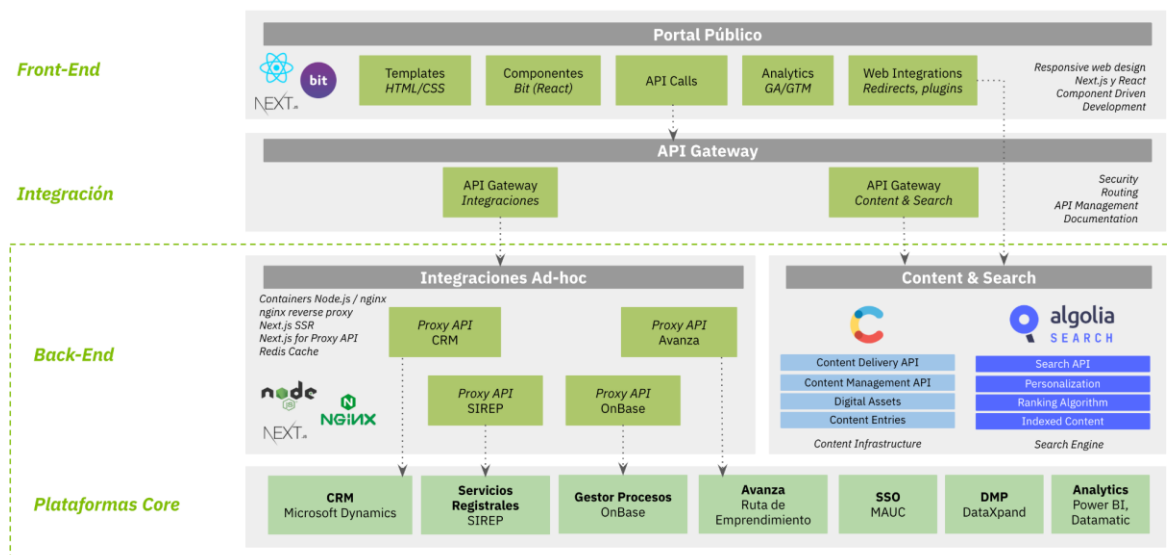 Front-End
Portal Público
bit
NEXT.JS
Templates
HTML/CSS
Componentes
Bit (React)
API Calls
Analytics
GA/GTM
Web Integrations
Redirects, plugins
Responsive web design
Next.js y React
Component Driven
Development
Integración
API Gateway
API Gateway
Integraciones
API Gateway
Content & Search
Security
Routing
API Management
Documentation
Back-End
Integraciones Ad-hoc
Containers Node.js / nginx
nginx reverse proxy
Next.js SSR
Next.js for Proxy API
Redis Cache
node
JS
N
NGINX
NEXT.JS
Proxy API
CRM
Proxy API
Avanza
Proxy API
SIREP
Proxy API
OnBase
Content & Search
Content Delivery API
Content Management API
Digital Assets
Content Entries
Content Infrastructure
algolia
SEARCH
Search API
Personalization
Ranking Algorithm
Indexed Content
Search Engine
Plataformas Core
CRM
Microsoft Dynamics
Servicios
Registrales
SIREP
Gestor Procesos
OnBase
Avanza
Ruta de
Emprendimiento
SSO
MAUC
DMP
DataXpand
Analytics
Power BI,
Datamatic